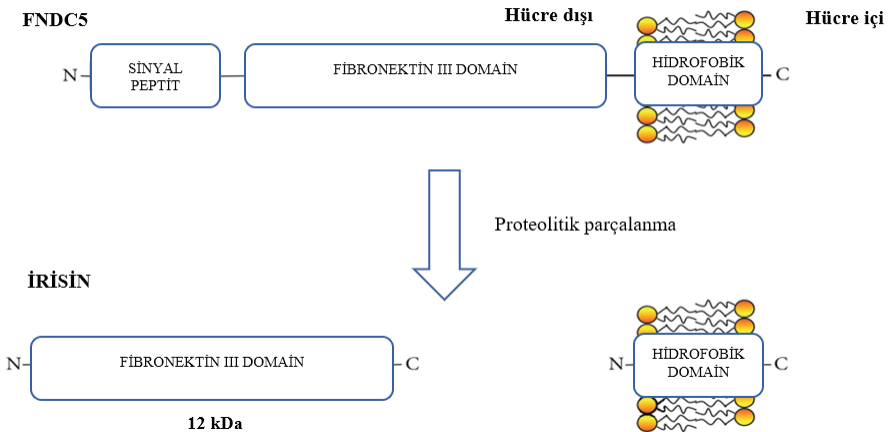 FNDC5
Hücre dışı
Hücre içi
N
SİNYAL
PEPTİT
FİBRONEKTİN III DOMAİN
HİDROFOBİK
DOMAİN
C
Proteolitik parçalanma
İRİSİN
N
FİBRONEKTİN III DOMAİN
C
N
HİDROFOBİK
DOMAİN
C
12 kDa